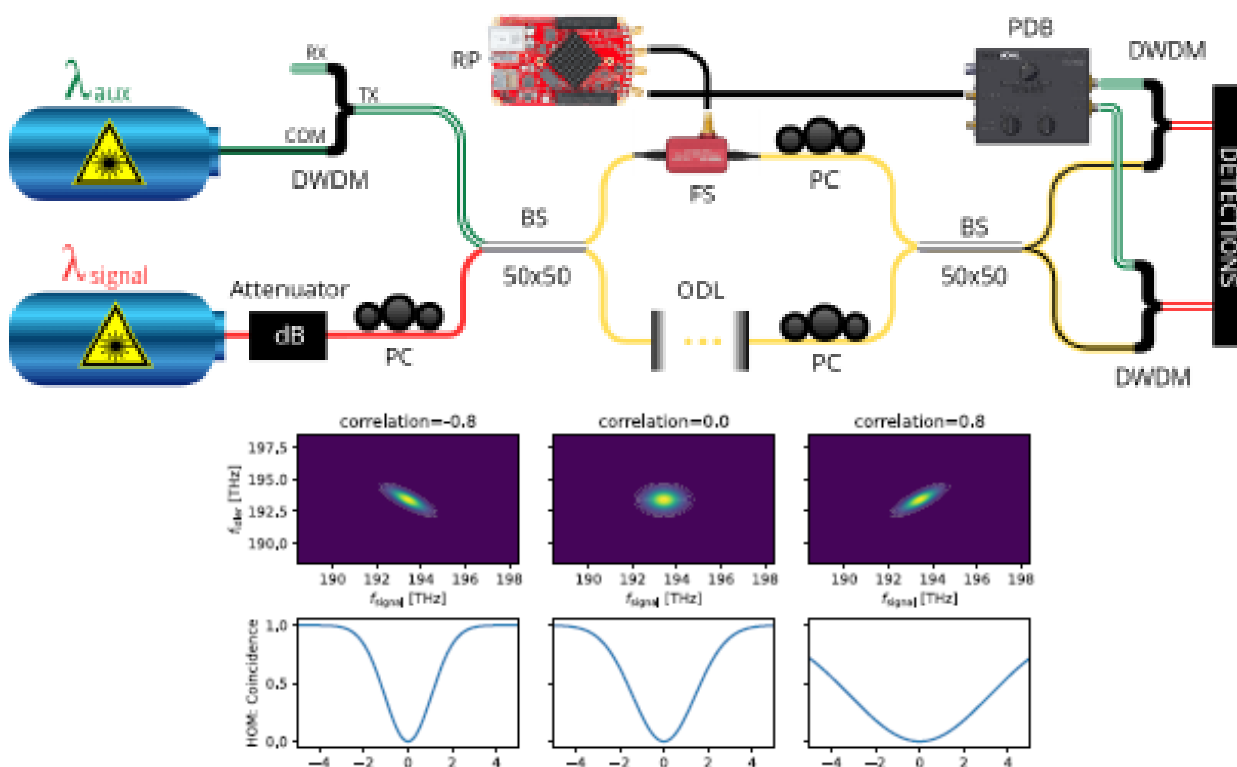 PDB
RX
DWDM
RP
λaux
TX
COM
DWDM
FS
PC
BS
BS
DETECTIONS
λsignal
50x50
50x50
Attenuator
ODL
dB
PC
PC
DWDM
correlation=-0.8 correlation=0.0 correlation=0.8
fidler [THz]
197.5
195.0
192.5
190.0
190 192 194 196 198 190 192 194 196 198 190 192 194 196 198
fsignal [THz] fsignal [THz] fsignal [THz]
HOM: Coincidence
1.0
0.5
0.0
−4 −2 0 2 4 −4 −2 0 2 4 −4 −2 0 2 4